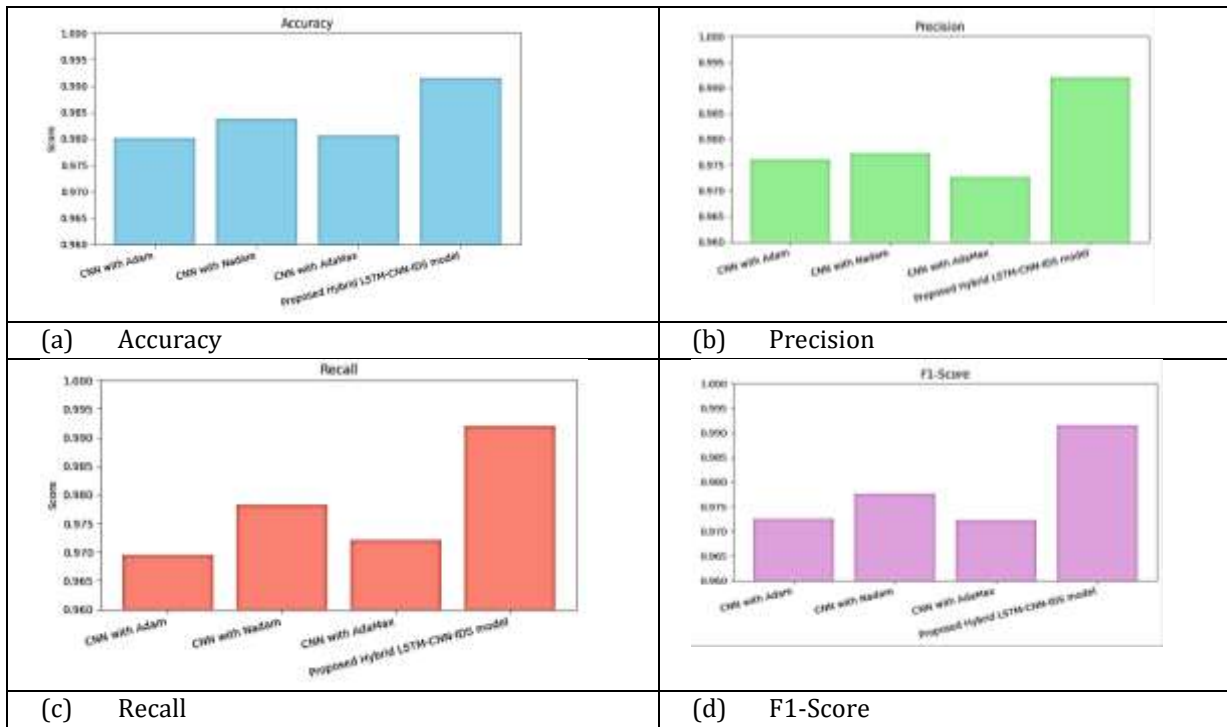 Accuracy
1.000
0.995
0.990
0.985
0.980
0.975
0.970
0.965
0.960
Score
CNN with Adam
CNN with Nadam
CNN with AdaMax
Proposed Hybrid LSTM-CNN-IDS model
(a) Accuracy
Precision
1.000
0.995
0.990
0.985
0.980
0.975
0.970
0.965
0.960
CNN with Adam
CNN with Nadam
CNN with AdaMax
Proposed Hybrid LSTM-CNN-IDS model
(b) Precision
Recall
1.000
0.995
0.990
0.985
0.980
0.975
0.970
0.965
0.960
Score
CNN with Adam
CNN with Nadam
CNN with AdaMax
Proposed Hybrid LSTM-CNN-IDS model
(c) Recall
F1-Score
1.000
0.995
0.990
0.985
0.980
0.975
0.970
0.965
0.960
CNN with Adam
CNN with Nadam
CNN with AdaMax
Proposed Hybrid LSTM-CNN-IDS model
(d) F1-Score